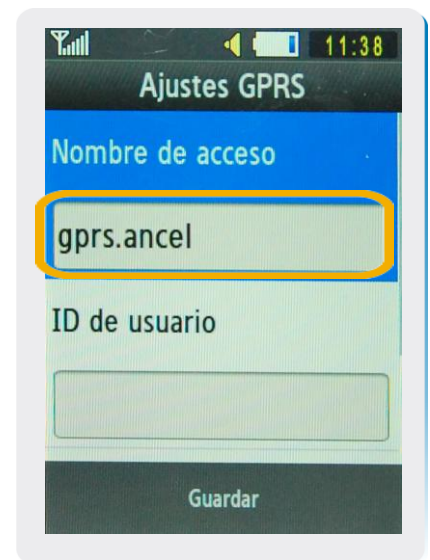 11:38
Ajustes GPRS
Nombre de acceso
gprs.ancel
ID de usuario
Guardar